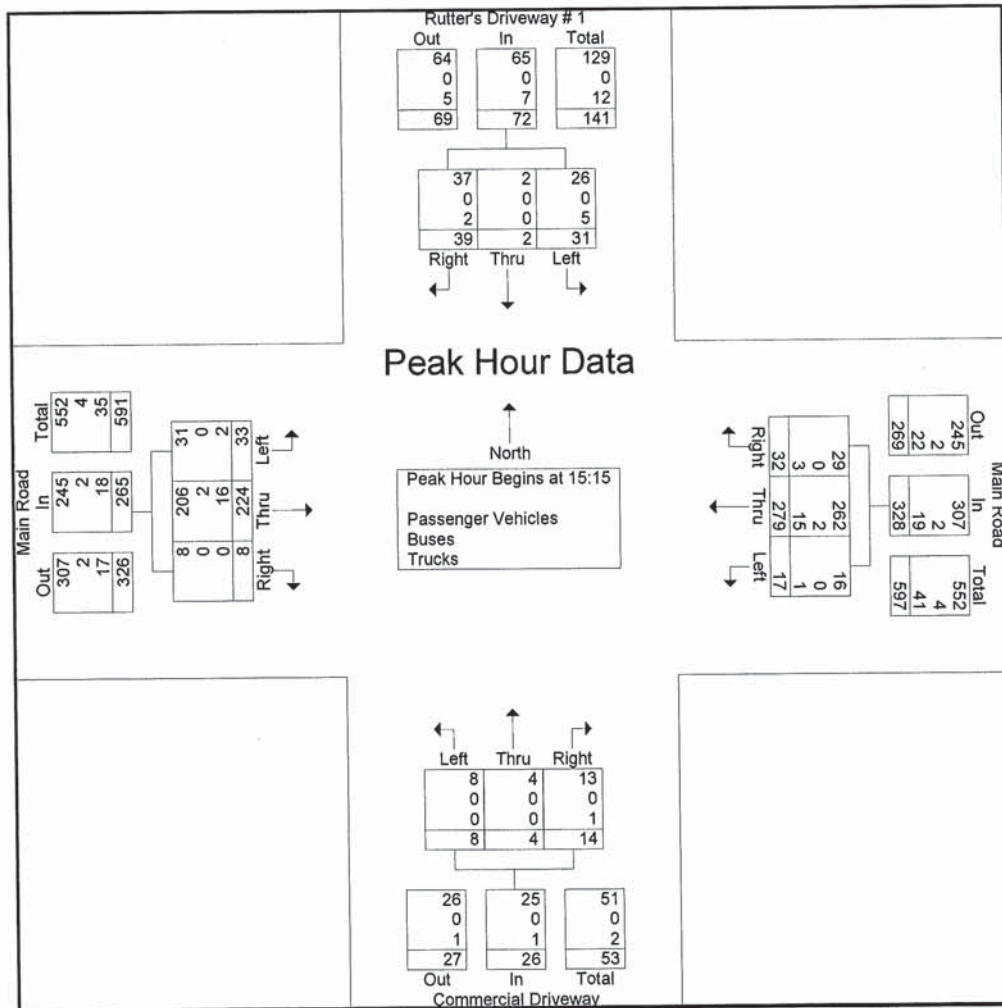 Rutter's Driveway # 1
Out In Total
64 65 129
0 0 0
5 7 12
69 72 141
37 2 26
0 0 0
2 0 5
39 2 31
Right Thru Left
Peak Hour Data
North
Peak Hour Begins at 15:15
Passenger Vehicles
Buses
Trucks
Main Road
Out In Total
307 245 552
2 2 4
17 18 35
326 265 591
31 206 8
0 2 0
2 16 0
33 224 8
Left Thru Right
Main Road
Out In Total
245 307 552
2 2 4
22 19 41
269 328 597
29 262 16
0 2 0
3 15 1
32 279 17
Right Thru Left
Left Thru Right
8 4 13
0 0 0
0 0 1
8 4 14
26 25 51
0 0 0
1 1 2
27 26 53
Out In Total
Commercial Driveway